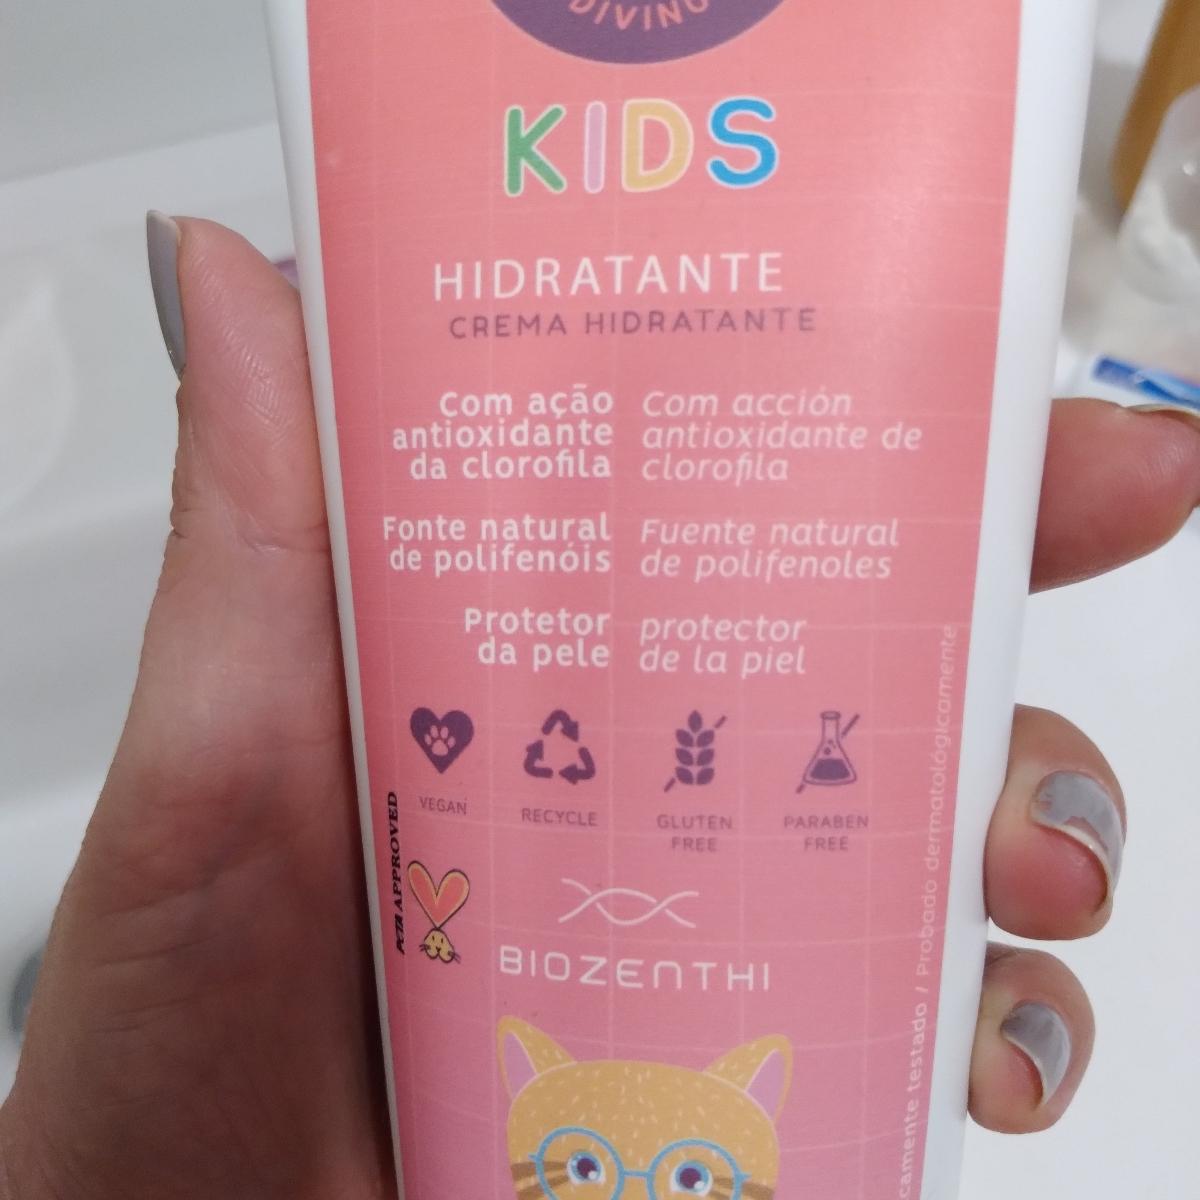 DIVINO
KIDS
HIDRATANTE
CREMA HIDRATANTE
Com ação
antioxidante
da clorofila
Com acción
antioxidante de
clorofila
Fonte natural
de polifenóis
Fuente natural
de polifenoles
Protetor
da pele
protector
de la piel
VEGAN
RECYCLE
GLUTEN
FREE
PARABEN
FREE
PETA APPROVED
BIOZENTHI
camente testado / Probado dermatológicamente